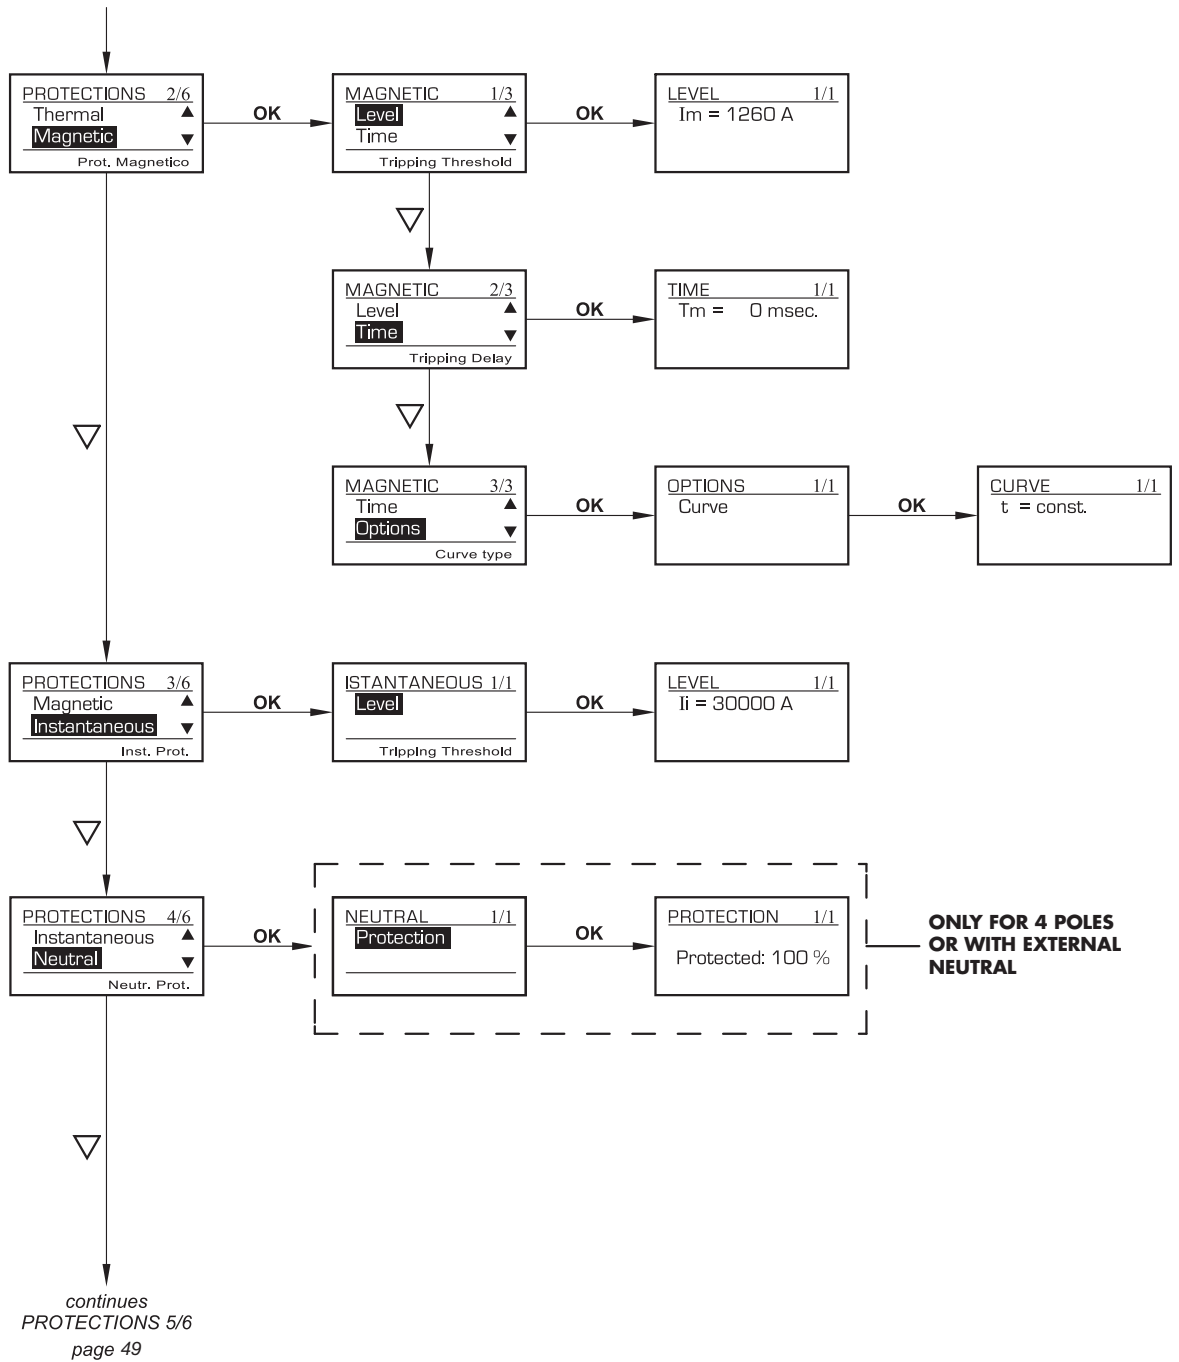 PROTECTIONS 2/6
Thermal
Magnetic
Prot. Magnetico
OK
MAGNETIC 1/3
Level
Time
Tripping Threshold
OK
LEVEL 1/1
Im = 1260 A
MAGNETIC 2/3
Level
Time
Tripping Delay
OK
TIME 1/1
Tm = 0 msec.
MAGNETIC 3/3
Time
Options
Curve type
OK
OPTIONS 1/1
Curve
OK
CURVE 1/1
t = const.
PROTECTIONS 3/6
Magnetic
Instantaneous
Inst. Prot.
OK
ISTANTANEOUS 1/1
Level
Tripping Threshold
OK
LEVEL 1/1
Ii = 30000 A
PROTECTIONS 4/6
Instantaneous
Neutral
Neutr. Prot.
OK
NEUTRAL 1/1
Protection
OK
PROTECTION 1/1
Protected: 100 %
ONLY FOR 4 POLES
OR WITH EXTERNAL
NEUTRAL
continues
PROTECTIONS 5/6
page 49